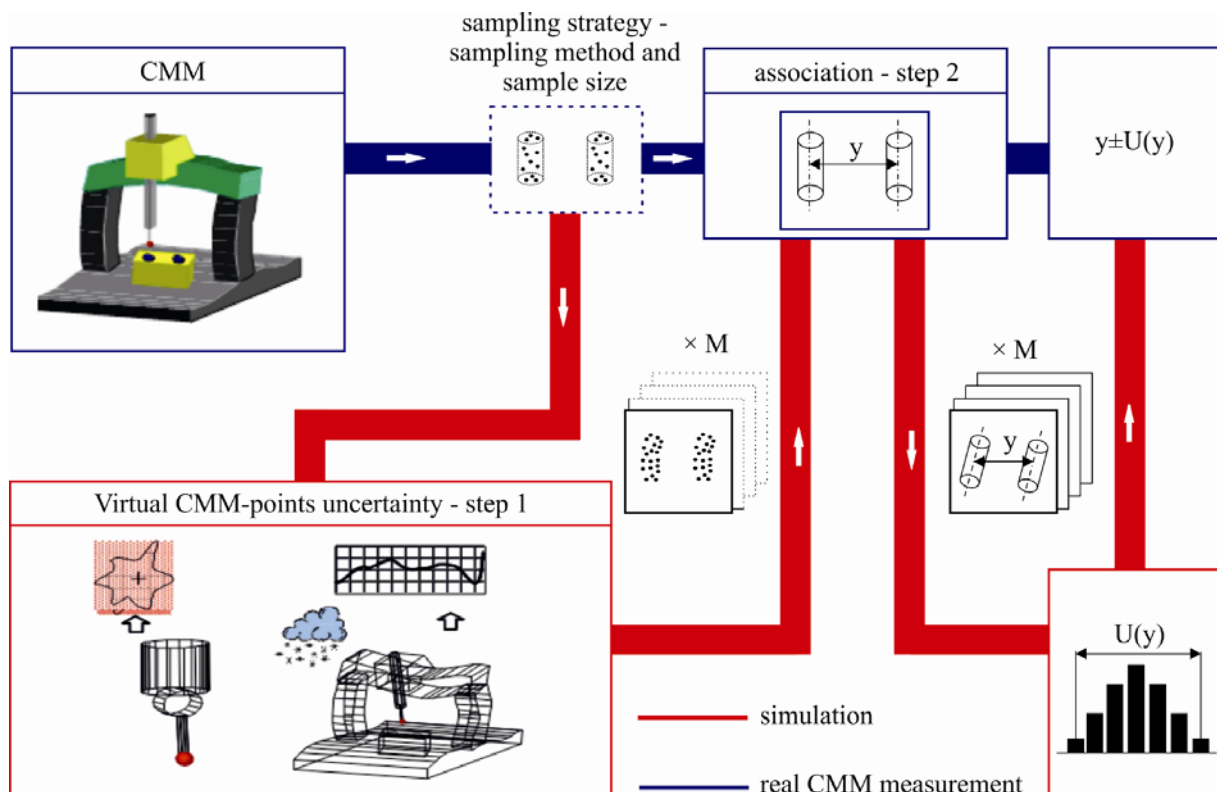 sampling strategy -
sampling method and
sample size
CMM
association - step 2
y
y±U(y)
× M
× M
y
Virtual CMM-points uncertainty - step 1
U(y)
simulation
real CMM measurement